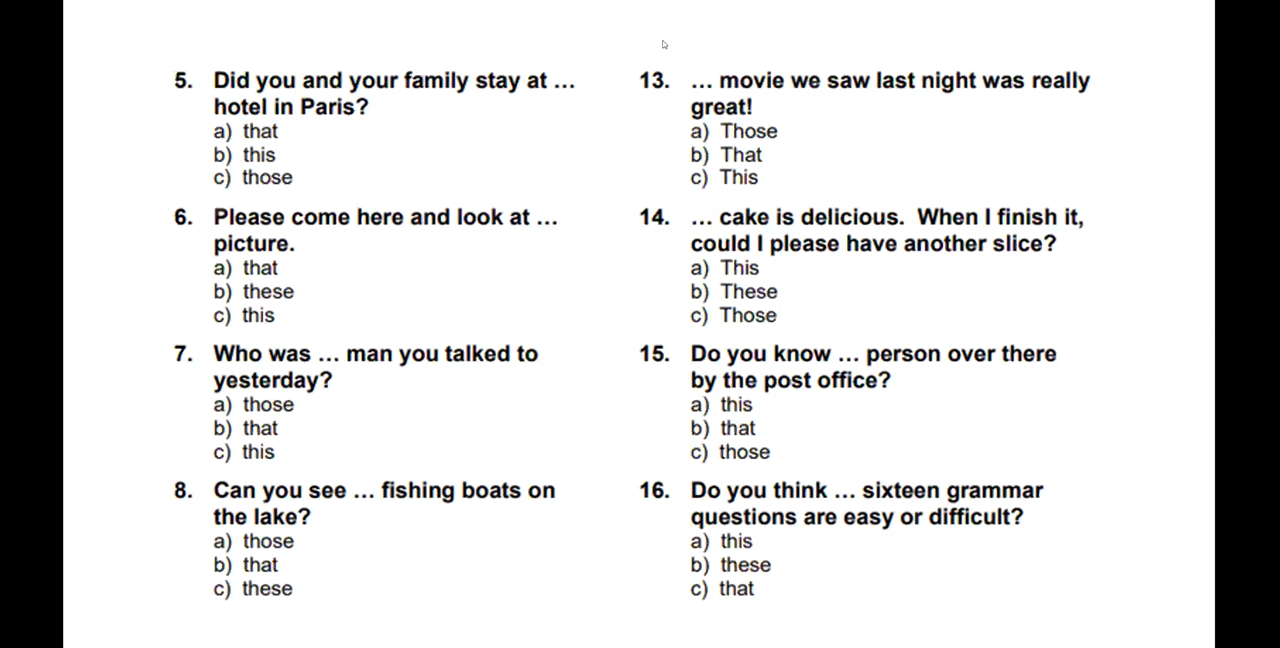 5. Did you and your family stay at …
hotel in Paris?
a) that
b) this
c) those
6. Please come here and look at …
picture.
a) that
b) these
c) this
7. Who was … man you talked to
yesterday?
a) those
b) that
c) this
8. Can you see … fishing boats on
the lake?
a) those
b) that
c) these
13. … movie we saw last night was really
great!
a) Those
b) That
c) This
14. … cake is delicious. When I finish it,
could I please have another slice?
a) This
b) These
c) Those
15. Do you know … person over there
by the post office?
a) this
b) that
c) those
16. Do you think … sixteen grammar
questions are easy or difficult?
a) this
b) these
c) that